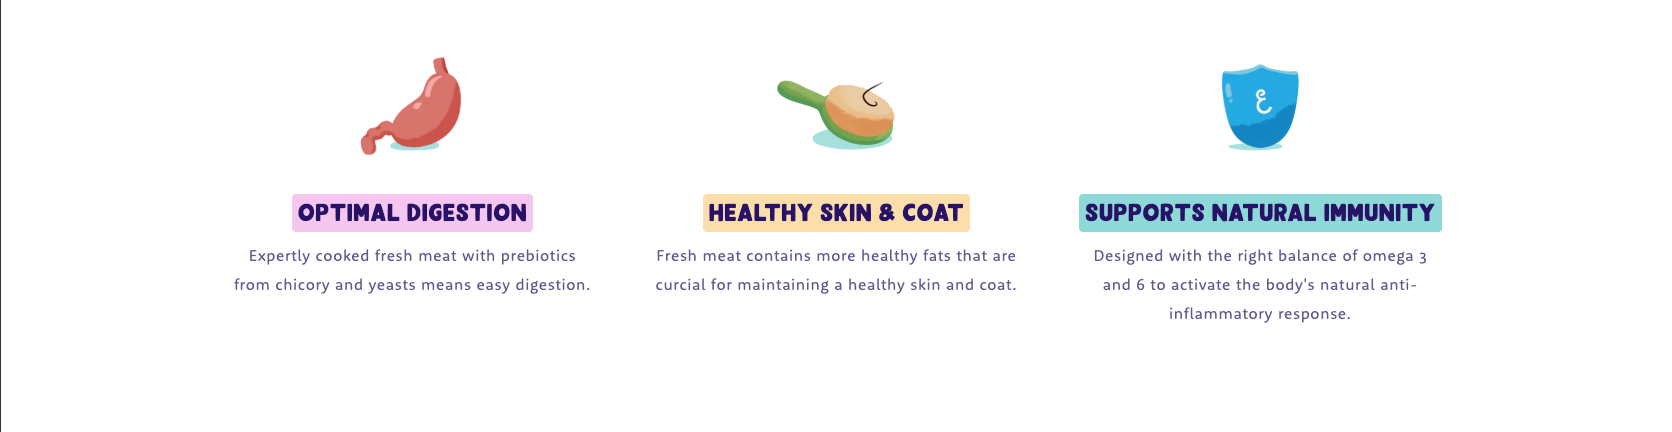 OPTIMAL DIGESTION
Expertly cooked fresh meat with prebiotics
from chicory and yeasts means easy digestion.
HEALTHY SKIN & COAT
Fresh meat contains more healthy fats that are
curcial for maintaining a healthy skin and coat.
ع
SUPPORTS NATURAL IMMUNITY
Designed with the right balance of omega 3
and 6 to activate the body's natural anti-
inflammatory response.